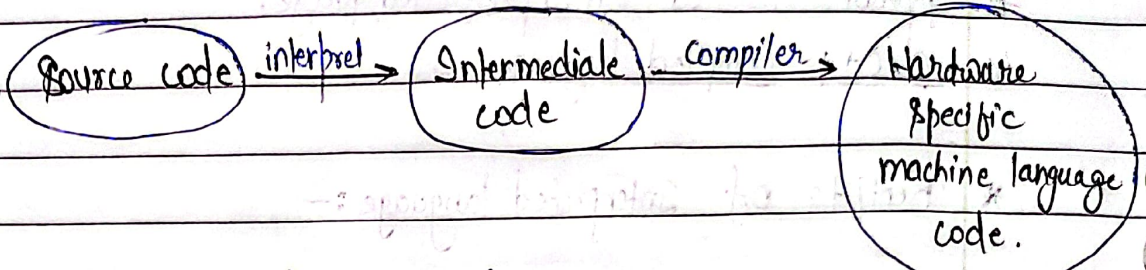 Source code
interpret
Intermediate
code
compiler
Hardware
specific
machine language
code.